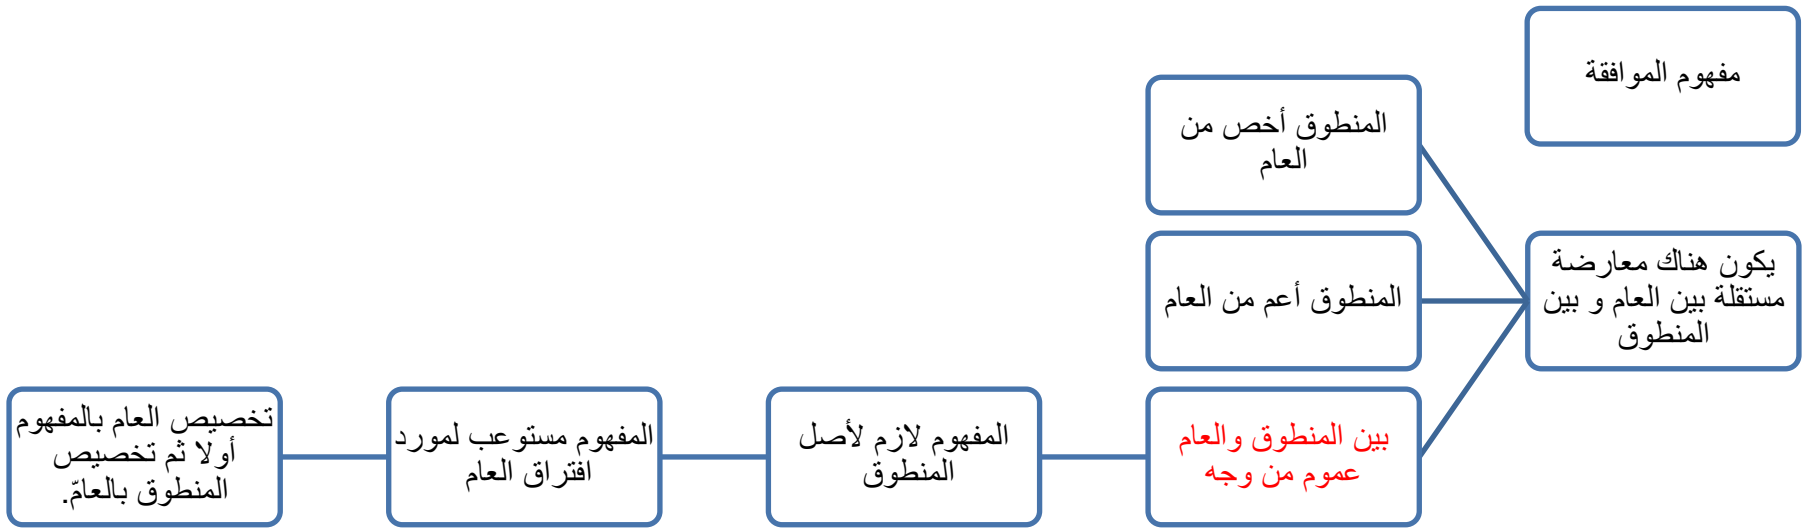 مفهوم الموافقة
يكون هناك معارضة
مستقلة بين العام و بين
المنطوق
المنطوق أخص من
العام
المنطوق أعم من العام
بين المنطوق والعام
عموم من وجه
المفهوم لازم لأصل
المنطوق
المفهوم مستوعب لمورد
افتراق العام
تخصيص العام بالمفهوم
أولا ثم تخصيص
المنطوق بالعامّ.